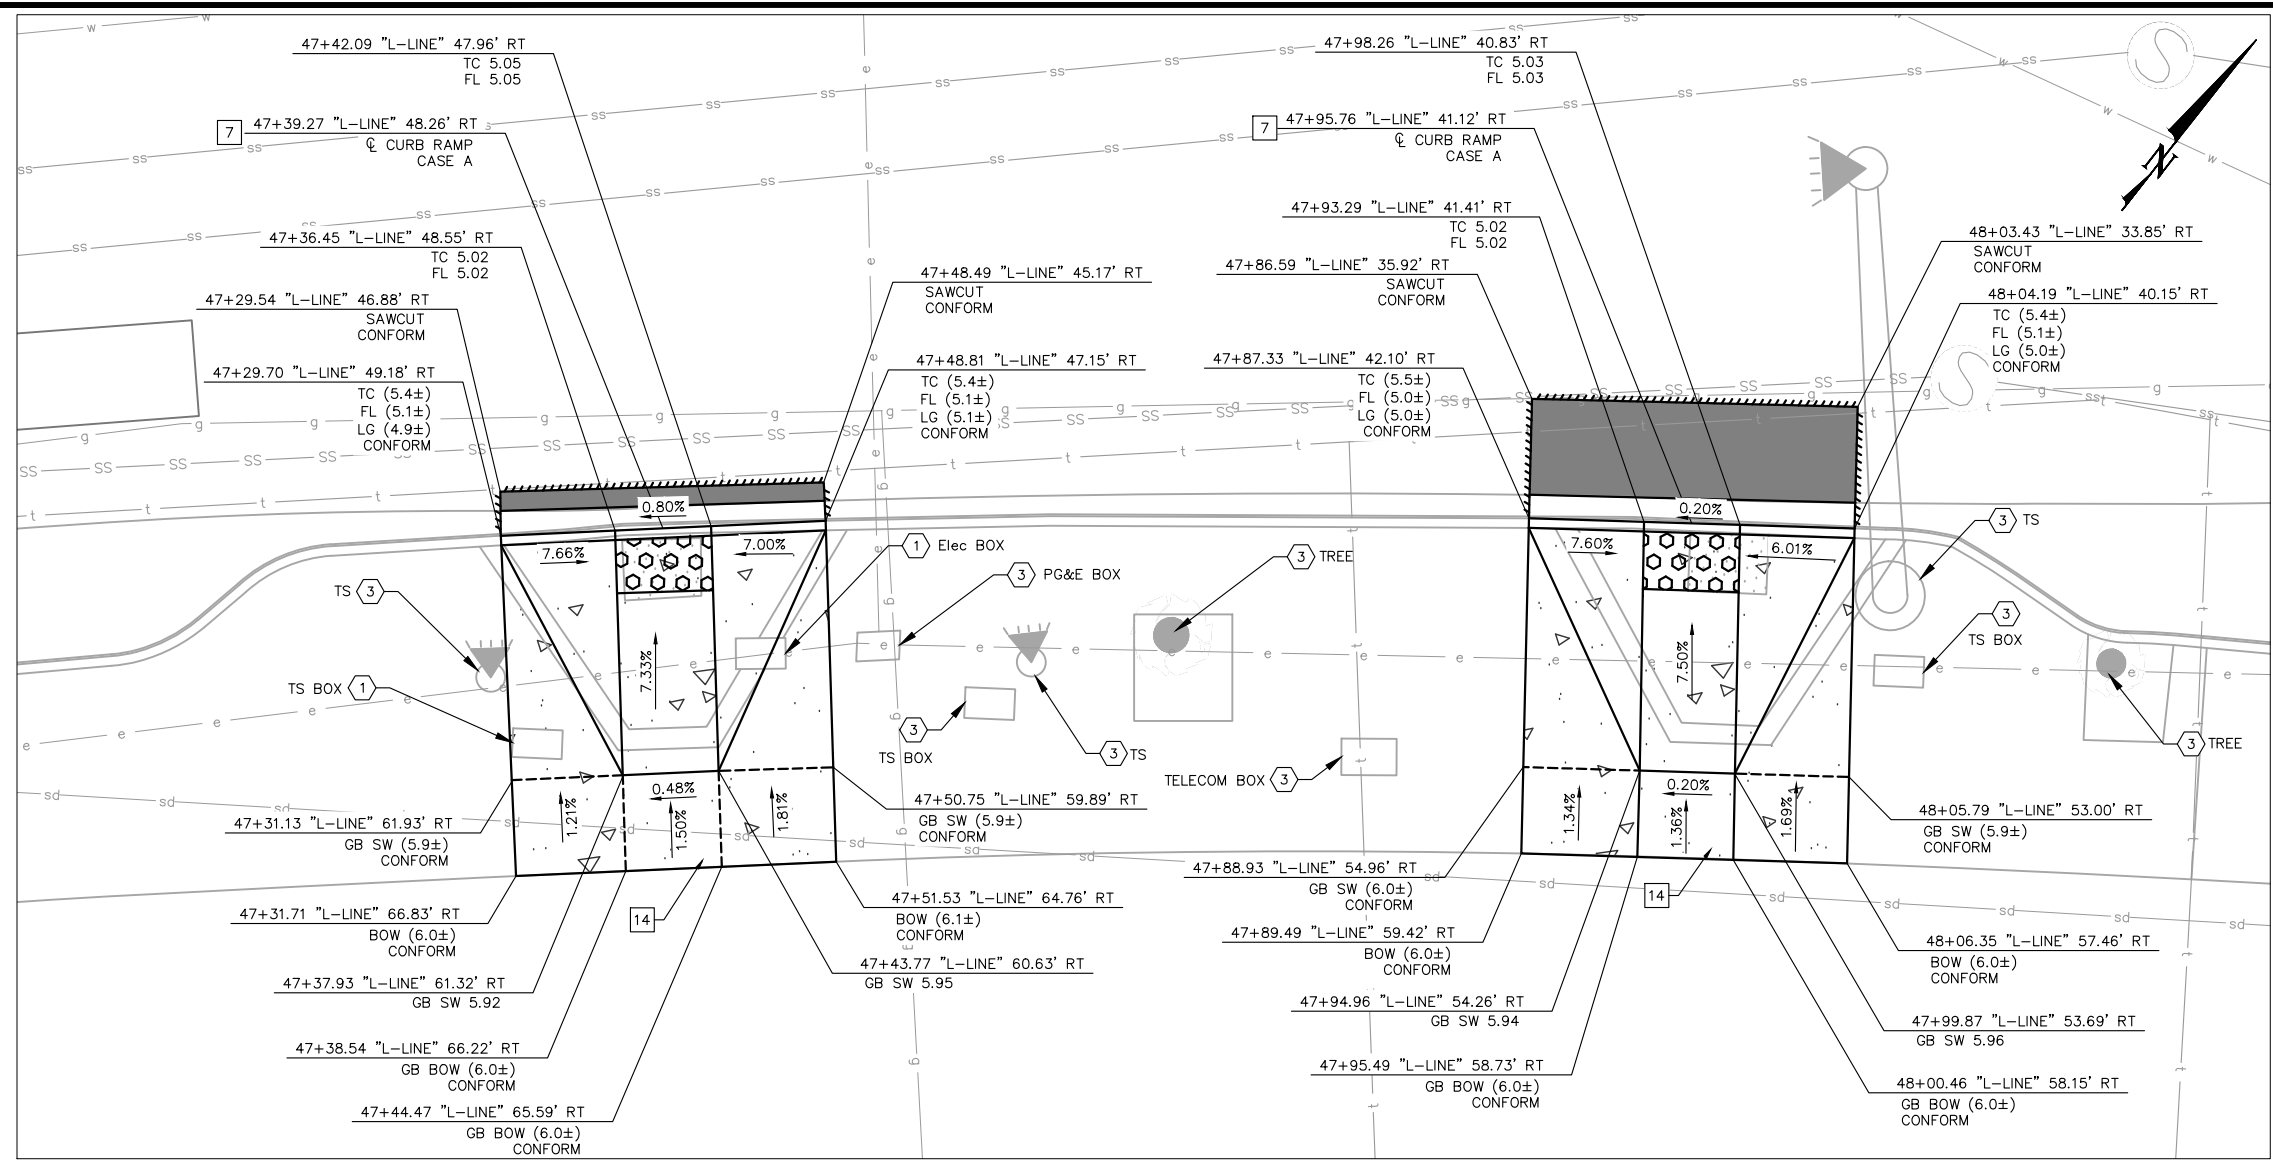 47+42.09 "L-LINE" 47.96' RT
TC 5.05
FL 5.05
7
47+39.27 "L-LINE" 48.26' RT
℄ CURB RAMP
CASE A
47+36.45 "L-LINE" 48.55' RT
TC 5.02
FL 5.02
47+29.54 "L-LINE" 46.88' RT
SAWCUT
CONFORM
47+29.70 "L-LINE" 49.18' RT
TC (5.4±)
FL (5.1±)
LG (4.9±)
CONFORM
47+48.49 "L-LINE" 45.17' RT
SAWCUT
CONFORM
47+48.81 "L-LINE" 47.15' RT
TC (5.4±)
FL (5.1±)
LG (5.1±)
CONFORM
47+98.26 "L-LINE" 40.83' RT
TC 5.03
FL 5.03
7
47+95.76 "L-LINE" 41.12' RT
℄ CURB RAMP
CASE A
47+93.29 "L-LINE" 41.41' RT
TC 5.02
FL 5.02
47+86.59 "L-LINE" 35.92' RT
SAWCUT
CONFORM
47+87.33 "L-LINE" 42.10' RT
TC (5.5±)
FL (5.0±)
LG (5.0±)
CONFORM
N
48+03.43 "L-LINE" 33.85' RT
SAWCUT
CONFORM
48+04.19 "L-LINE" 40.15' RT
TC (5.4±)
FL (5.1±)
LG (5.0±)
CONFORM
0.80%
7.66%
7.00%
7.33%
0.48%
1.21%
1.50%
1.81%
TS 3
TS BOX 1
1 Elec BOX
3 PG&E BOX
3 TREE
3
TS BOX
3 TS
TELECOM BOX 3
0.20%
7.60%
6.01%
7.50%
0.20%
1.34%
1.36%
1.69%
3 TS
3
TS BOX
3 TREE
47+31.13 "L-LINE" 61.93' RT
GB SW (5.9±)
CONFORM
47+31.71 "L-LINE" 66.83' RT
BOW (6.0±)
CONFORM
47+37.93 "L-LINE" 61.32' RT
GB SW 5.92
47+38.54 "L-LINE" 66.22' RT
GB BOW (6.0±)
CONFORM
47+44.47 "L-LINE" 65.59' RT
GB BOW (6.0±)
CONFORM
14
47+50.75 "L-LINE" 59.89' RT
GB SW (5.9±)
CONFORM
47+51.53 "L-LINE" 64.76' RT
BOW (6.1±)
CONFORM
47+43.77 "L-LINE" 60.63' RT
GB SW 5.95
47+88.93 "L-LINE" 54.96' RT
GB SW (6.0±)
CONFORM
47+89.49 "L-LINE" 59.42' RT
BOW (6.0±)
CONFORM
47+94.96 "L-LINE" 54.26' RT
GB SW 5.94
47+95.49 "L-LINE" 58.73' RT
GB BOW (6.0±)
CONFORM
14
48+05.79 "L-LINE" 53.00' RT
GB SW (5.9±)
CONFORM
48+06.35 "L-LINE" 57.46' RT
BOW (6.0±)
CONFORM
47+99.87 "L-LINE" 53.69' RT
GB SW 5.96
48+00.46 "L-LINE" 58.15' RT
GB BOW (6.0±)
CONFORM